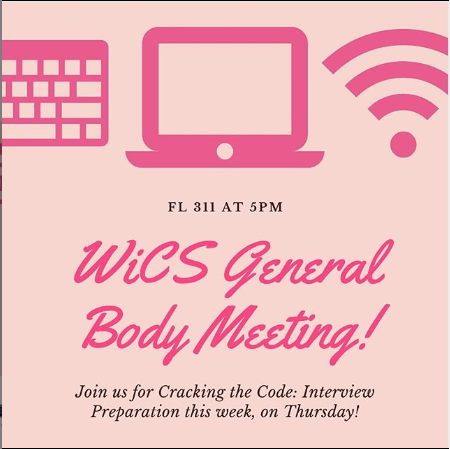 FL 311 AT 5PM
WiCS General
Body Meeting!
Join us for Cracking the Code: Interview
Preparation this week, on Thursday!